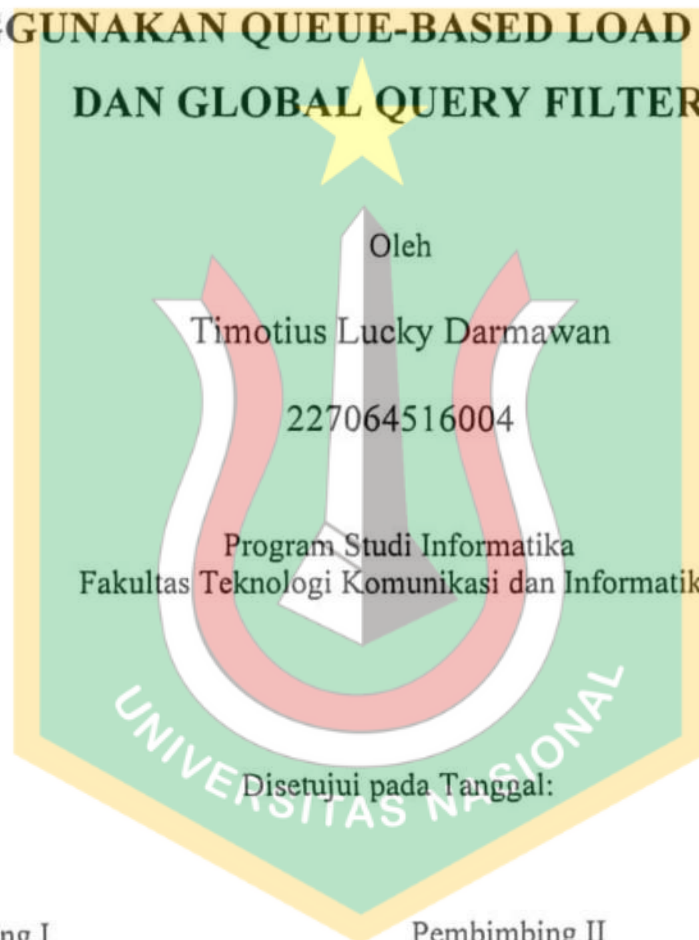 GUNAKAN QUEUE-BASED LOAD
DAN GLOBAL QUERY FILTER
Oleh
Timotius Lucky Darmawan
227064516004
Program Studi Informatika
Fakultas Teknologi Komunikasi dan Informatik
UNIVERSITAS NASIONAL
Disetujui pada Tanggal:
ng I
Pembimbing II